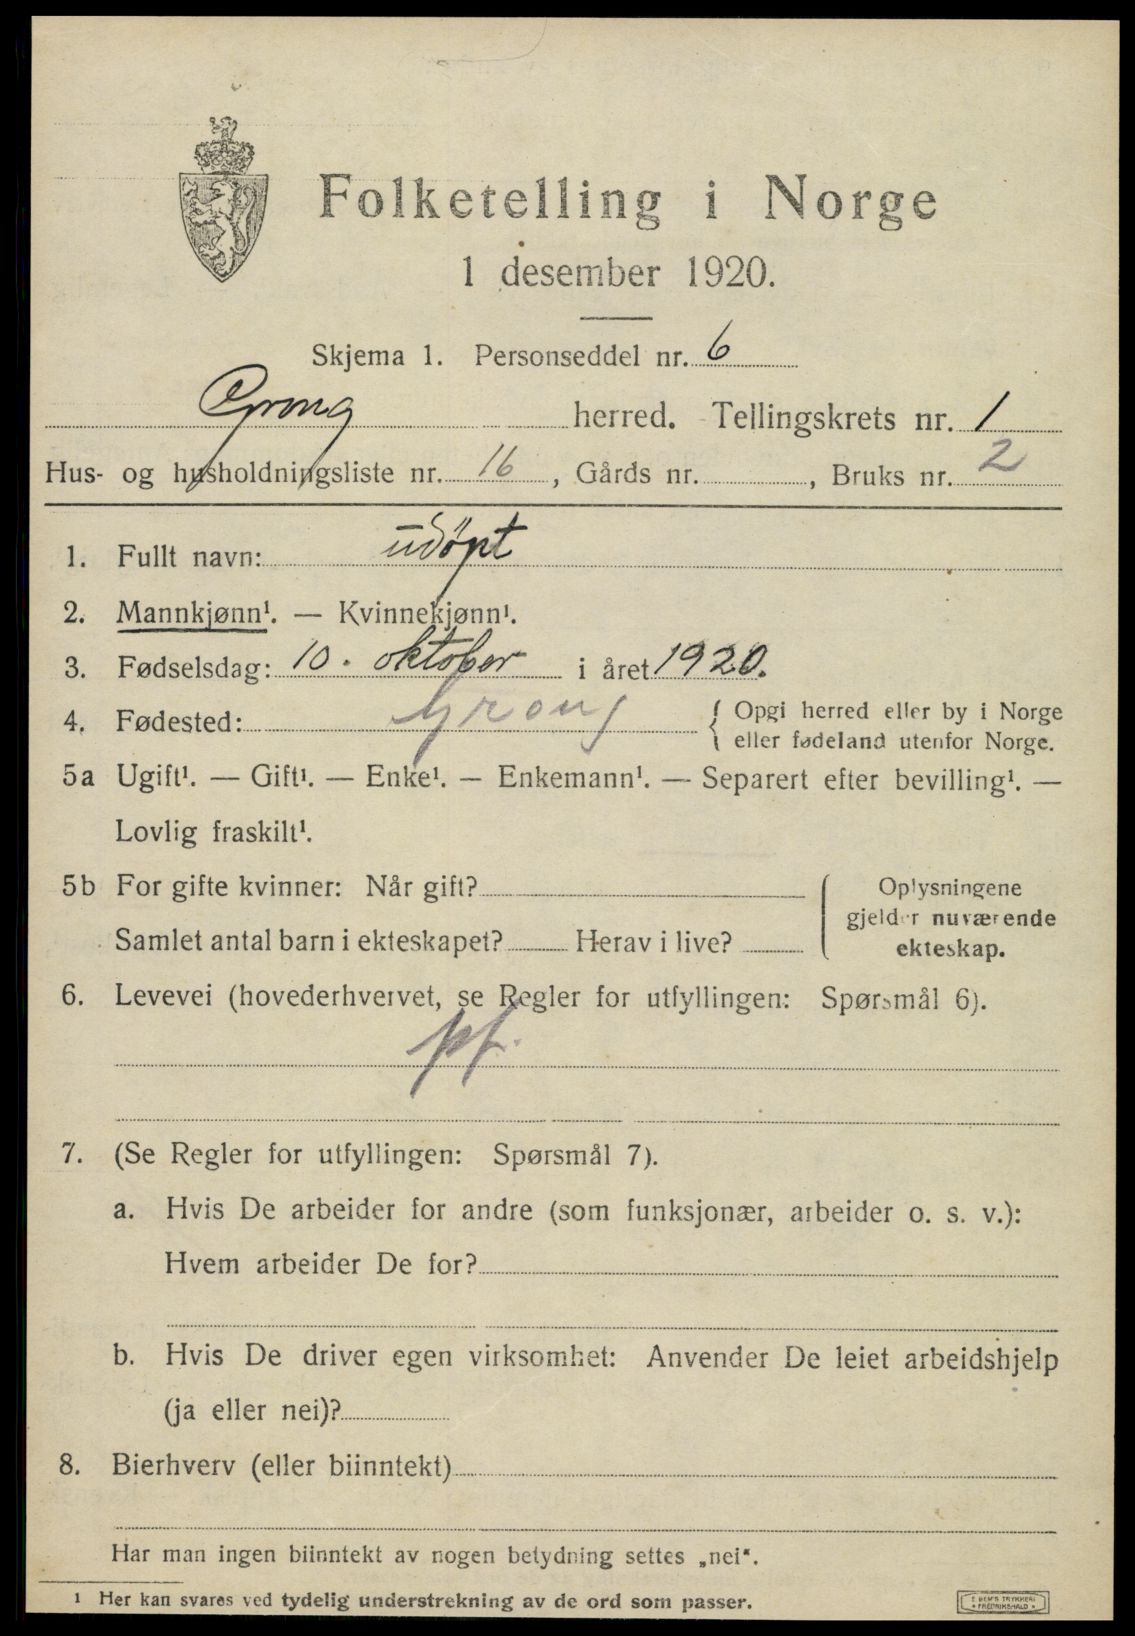 Folketelling i Norge
1 desember 1920.
Skjema 1. Personseddel nr. 6
Grong herred. Tellingskrets nr. 1
Hus- og husholdningsliste nr. 16, Gårds nr. , Bruks nr. 2
1. Fullt navn: udøpt
2. Mannkjønn¹. — Kvinnekjønn¹.
3. Fødselsdag: 10. oktober i året 1920.
4. Fødested: Grong { Opgi herred eller by i Norge
eller fødeland utenfor Norge.
5a Ugift¹. — Gift¹. — Enke¹. — Enkemann¹. — Separert efter bevilling¹. —
Lovlig fraskilt¹.
5b For gifte kvinner: Når gift? { Oplysningene
gjelder nuværende
Samlet antal barn i ekteskapet? Herav i live? ekteskap.
6. Levevei (hovederhvervet, se Regler for utfyllingen: Spørsmål 6).
pf.
7. (Se Regler for utfyllingen: Spørsmål 7).
a. Hvis De arbeider for andre (som funksjonær, arbeider o. s. v.):
Hvem arbeider De for?
b. Hvis De driver egen virksomhet: Anvender De leiet arbeidshjelp
(ja eller nei)?
8. Bierhverv (eller biinntekt)
Har man ingen biinntekt av nogen betydning settes „nei“.
¹ Her kan svares ved tydelig understrekning av de ord som passer.
E. SEM'S TRYKKERI
FREDRIKSHALD